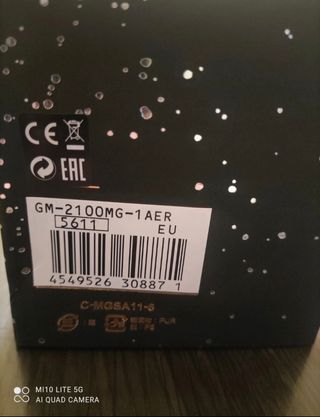 CE
EAC
GM-2100MG-1AER
5611
EU
4549526 30887 1
C-MGSA11-6
MI10 LITE 5G
AI QUAD CAMERA